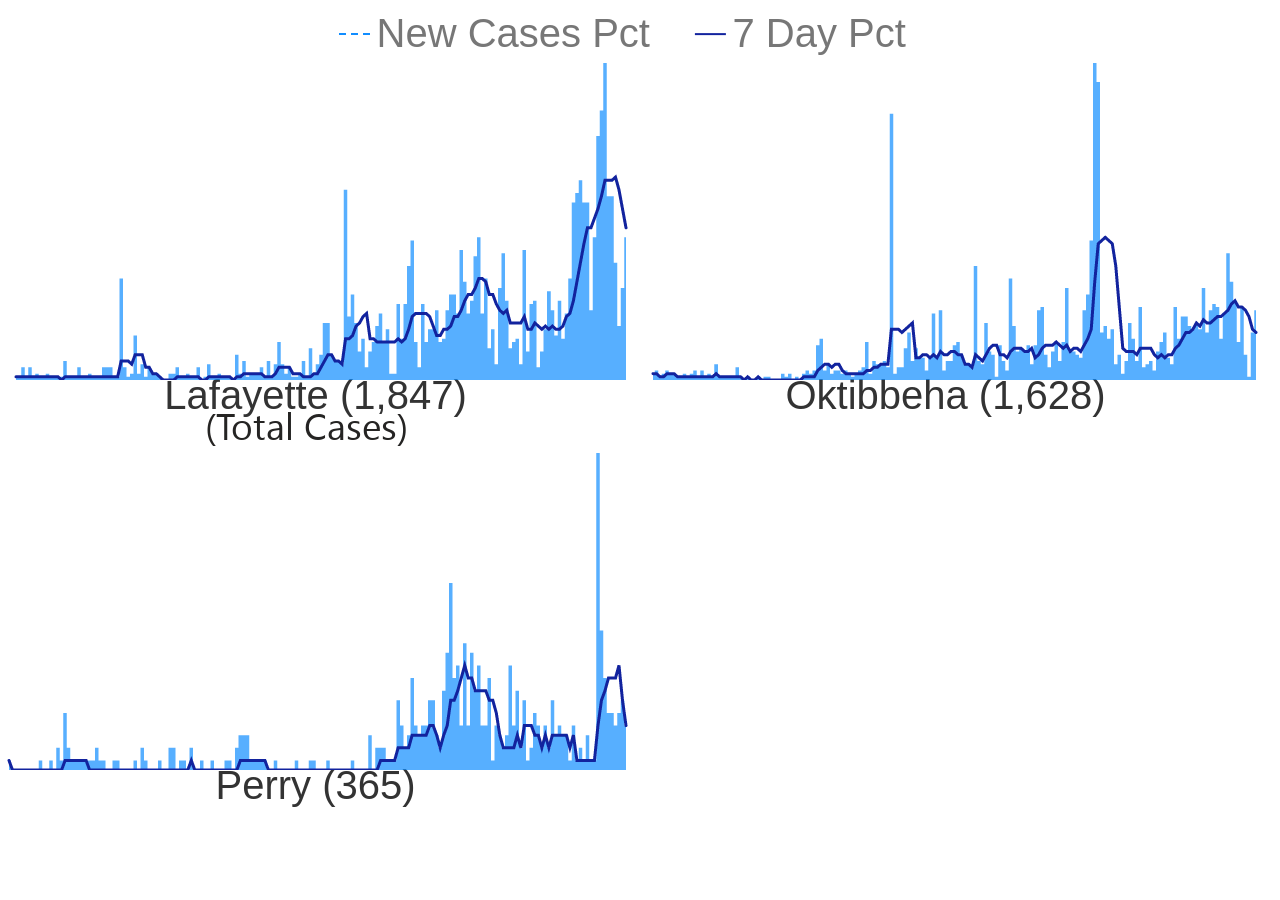 New Cases Pct 7 Day Pct
Lafayette (1,847)
(Total Cases)
Oktibbeha (1,628)
Perry (365)